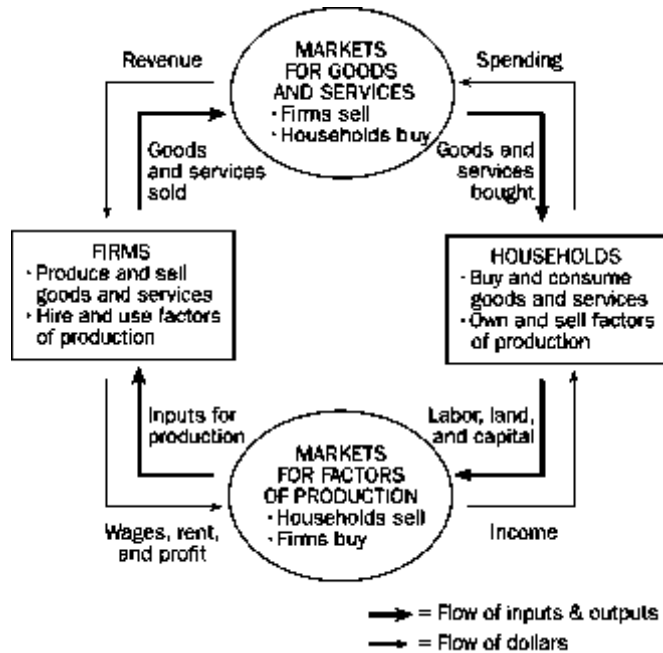 Revenue
MARKETS
FOR GOODS
AND SERVICES
• Firms sell
• Households buy
Spending
Goods
and services
sold
Goods and
services
bought
FIRMS
• Produce and sell
goods and services
• Hire and use factors
of production
HOUSEHOLDS
• Buy and consume
goods and services
• Own and sell factors
of production
Inputs for
production
Labor, land,
and capital
MARKETS
FOR FACTORS
OF PRODUCTION
• Households sell
• Firms buy
Wages, rent,
and profit
Income
= Flow of inputs & outputs
= Flow of dollars